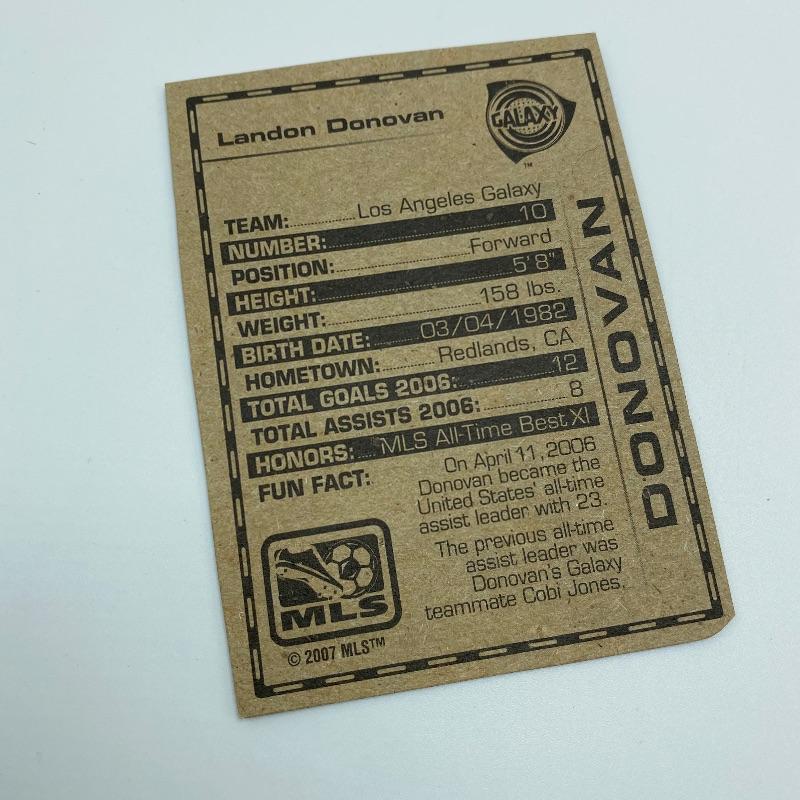 Landon Donovan
GALAXY
™
TEAM:..........Los Angeles Galaxy
NUMBER:..........10
POSITION:..........Forward
HEIGHT:..........5'8"
WEIGHT:..........158 lbs.
BIRTH DATE:..........03/04/1982
HOMETOWN:..........Redlands, CA
TOTAL GOALS 2006:..........12
TOTAL ASSISTS 2006:..........8
HONORS:....MLS All-Time Best XI
FUN FACT: On April 11, 2006
Donovan became the
United States' all-time
assist leader with 23.
The previous all-time
assist leader was
Donovan's Galaxy
teammate Cobi Jones.
DONOVAN
MLS
© 2007 MLS™